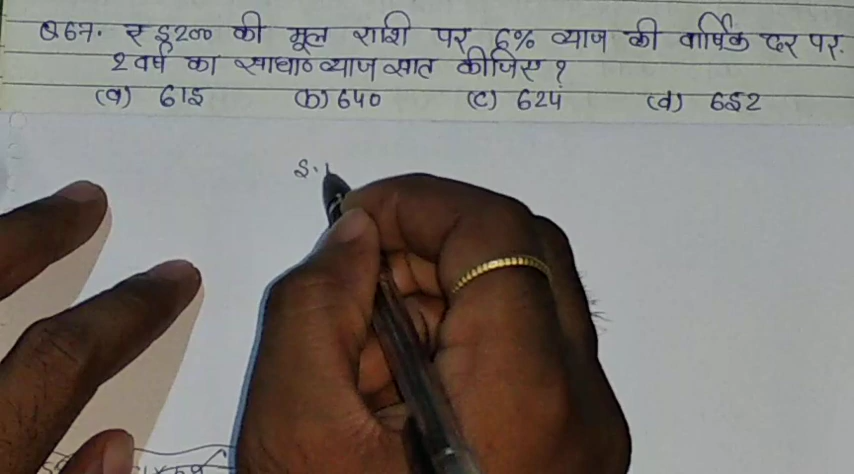 Q67. ₹ 5200 की मूल राशि पर 6% व्याज की वार्षिक दर पर
2 वर्ष का साधा० व्याज ज्ञात कीजिए ?
(a) 615 (b) 640 (c) 624 (d) 652
S.